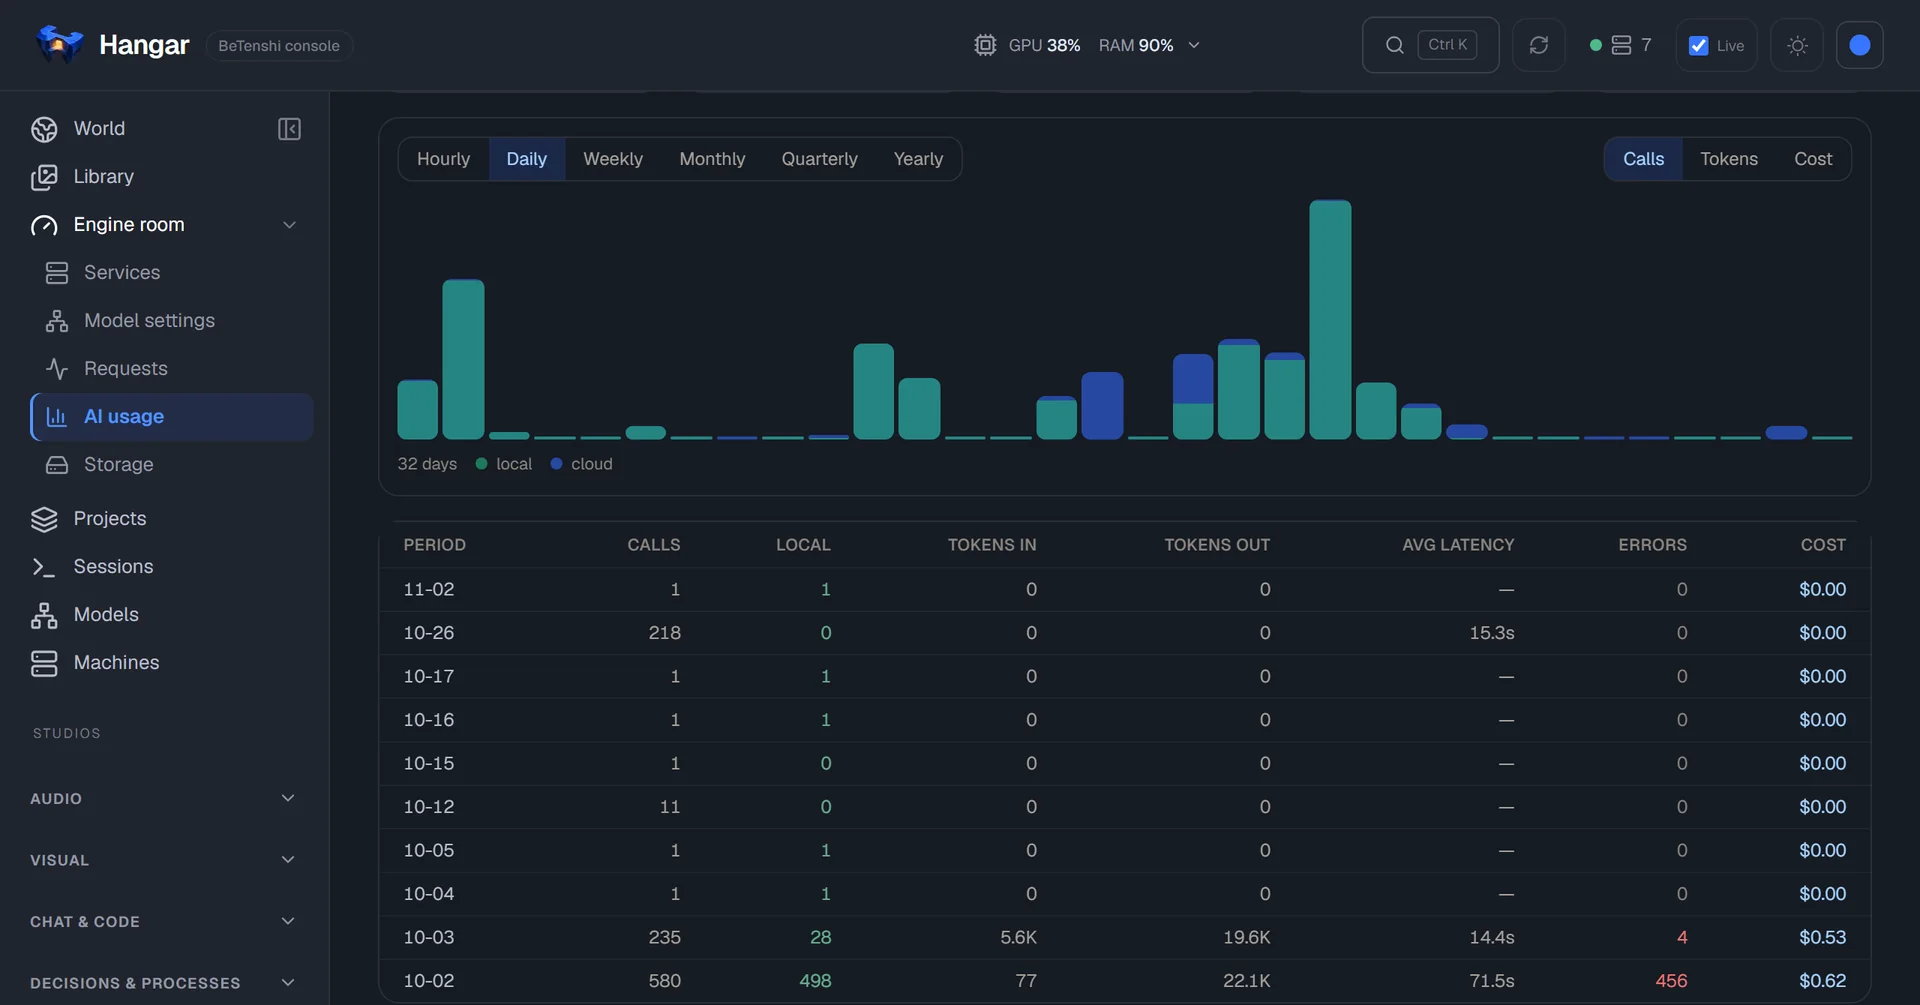 Hangar
BeTenshi console
GPU 38% RAM 90%
Ctrl K
7
Live
World
Library
Engine room
Services
Model settings
Requests
AI usage
Storage
Projects
Sessions
Models
Machines
STUDIOS
AUDIO
VISUAL
CHAT & CODE
DECISIONS & PROCESSES
Hourly Daily Weekly Monthly Quarterly Yearly
Calls Tokens Cost
32 days local cloud
PERIOD CALLS LOCAL TOKENS IN TOKENS OUT AVG LATENCY ERRORS COST
11-02 1 1 0 0 — 0 $0.00
10-26 218 0 0 0 15.3s 0 $0.00
10-17 1 1 0 0 — 0 $0.00
10-16 1 1 0 0 — 0 $0.00
10-15 1 0 0 0 — 0 $0.00
10-12 11 0 0 0 — 0 $0.00
10-05 1 1 0 0 — 0 $0.00
10-04 1 1 0 0 — 0 $0.00
10-03 235 28 5.6K 19.6K 14.4s 4 $0.53
10-02 580 498 77 22.1K 71.5s 456 $0.62